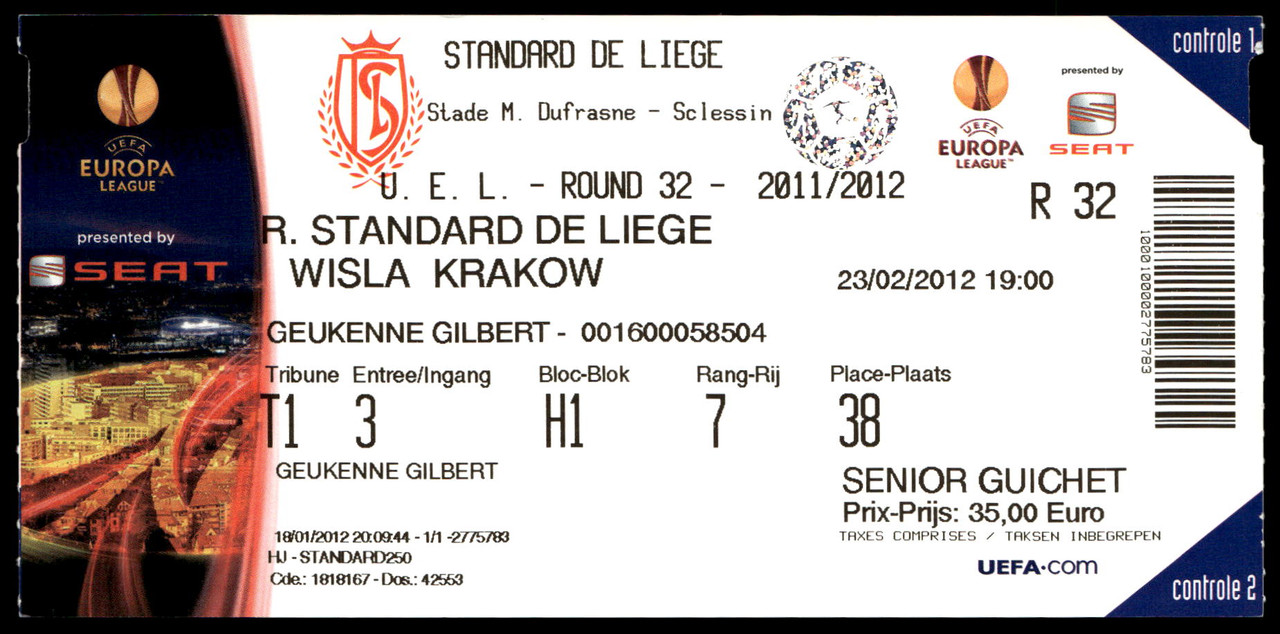 UEFA
EUROPA
LEAGUE™
presented by
SEAT
STANDARD DE LIEGE
Stade M. Dufrasne - Sclessin
UEFA
EUROPA
LEAGUE™
presented by
SEAT
controle 1
U. E. L. - ROUND 32 - 2011/2012
R 32
R. STANDARD DE LIEGE
WISLA KRAKOW
23/02/2012 19:00
GEUKENNE GILBERT - 001600058504
Tribune Entree/Ingang Bloc-Blok Rang-Rij Place-Plaats
T1 3 H1 7 38
GEUKENNE GILBERT
SENIOR GUICHET
Prix-Prijs: 35,00 Euro
TAXES COMPRISES / TAKSEN INBEGREPEN
18/01/2012 20:09:44 - 1/1 -2775783
HJ - STANDARD250
Cde.: 1818167 - Dos.: 42553
UEFA.com
controle 2